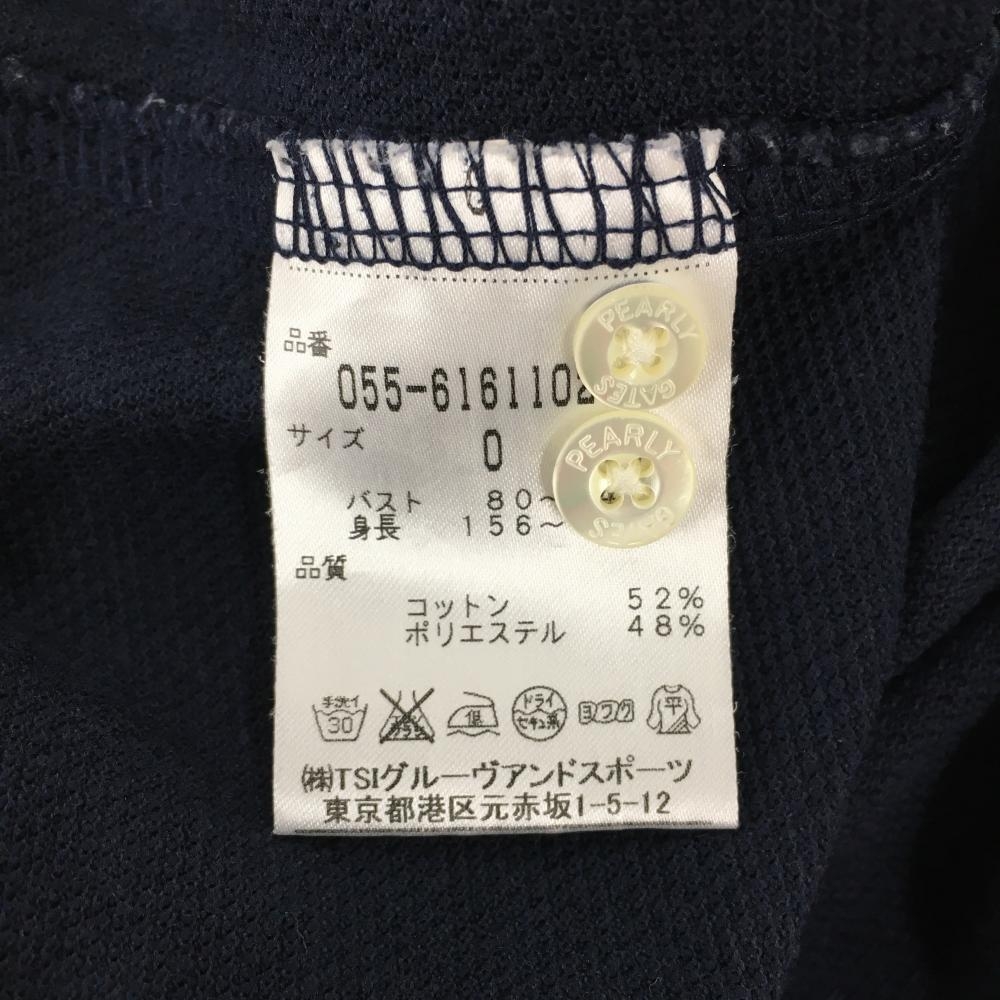 品番
055-6161102
サイズ
0
バスト 80~
身長 156~
品質
コットン 52%
ポリエステル 48%
手洗イ
30
低
ドライ
セキユ系
ヨワク
平
㈱TSIグルーヴアンドスポーツ
東京都港区元赤坂1-5-12
PEARLY
GATES
PEARLY
GATES